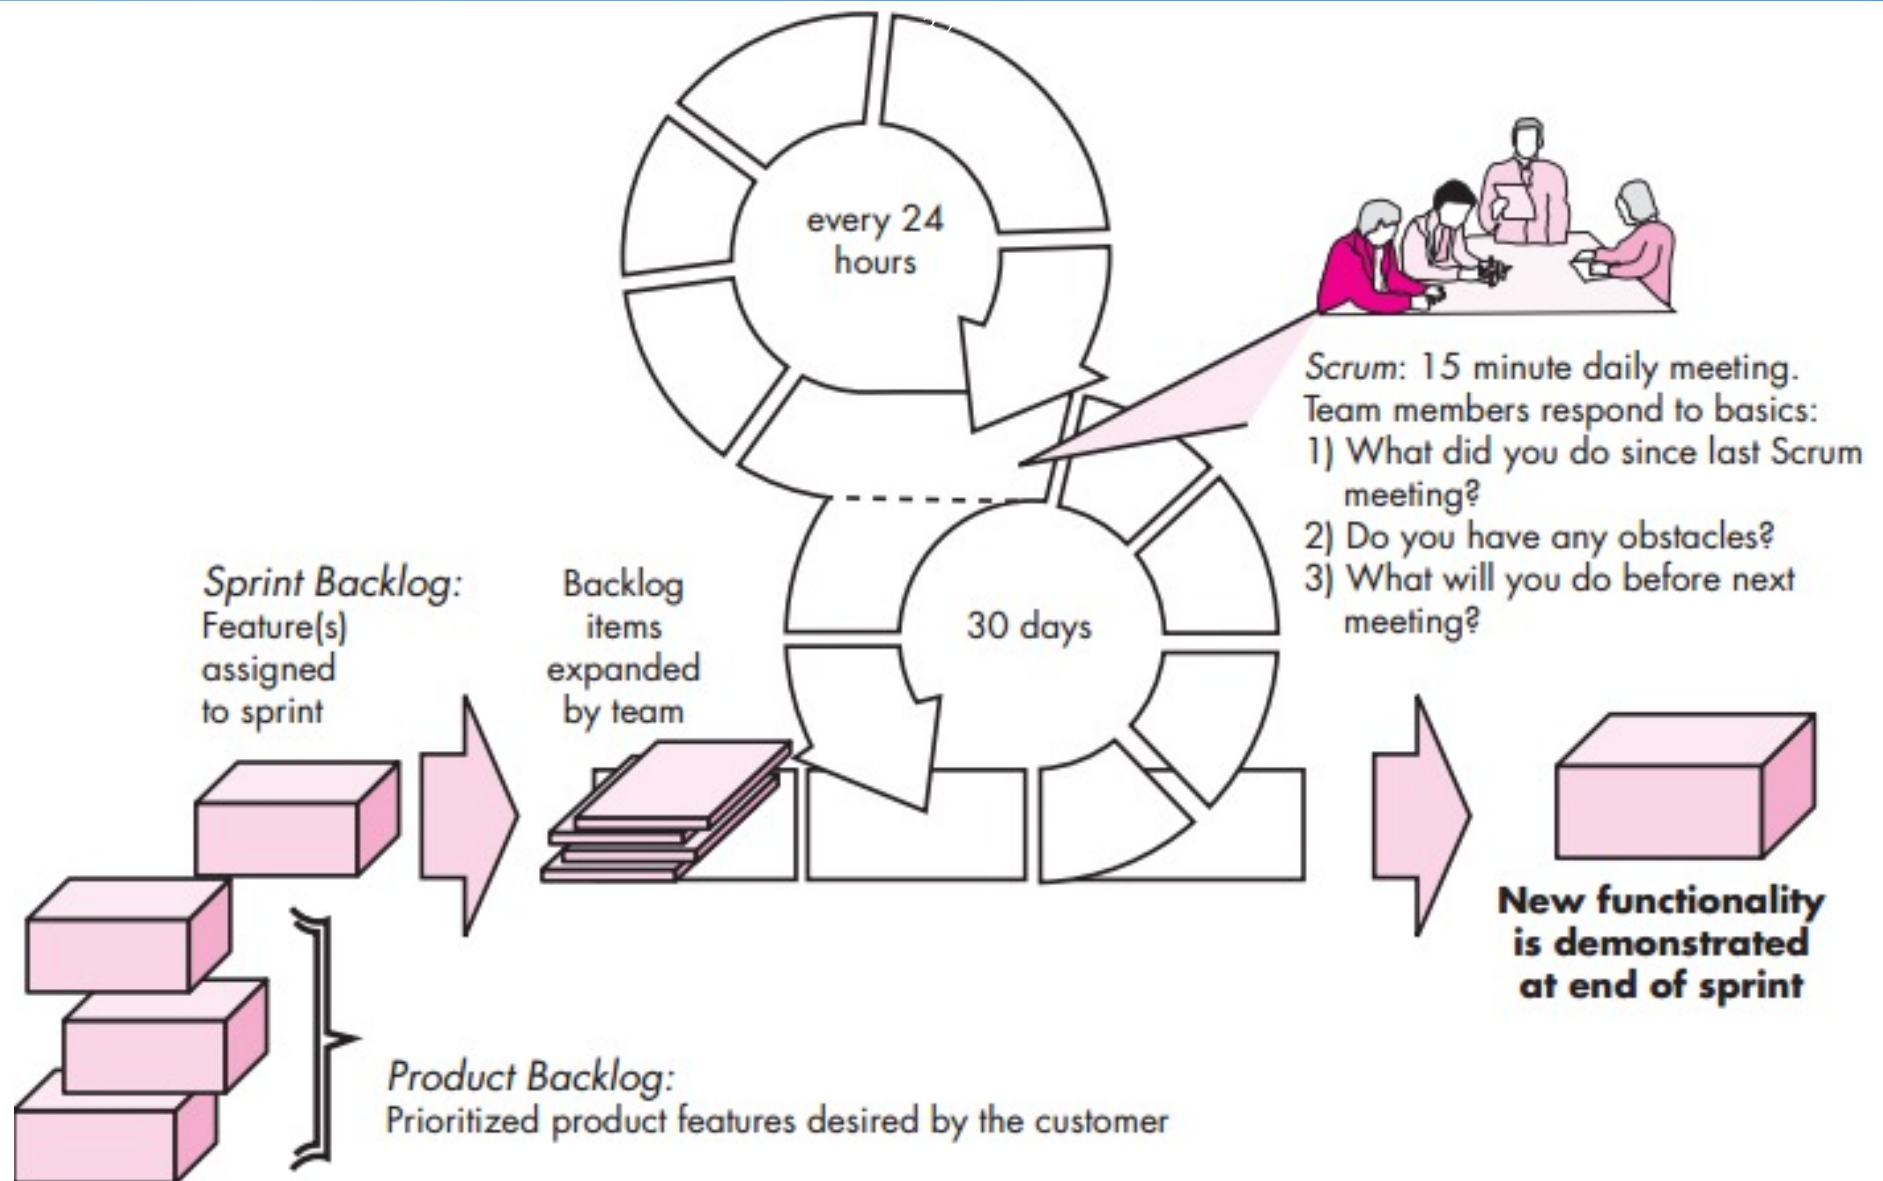 every 24
hours
Scrum: 15 minute daily meeting.
Team members respond to basics:
1) What did you do since last Scrum
meeting?
2) Do you have any obstacles?
3) What will you do before next
meeting?
Sprint Backlog:
Feature(s)
assigned
to sprint
Backlog
items
expanded
by team
30 days
New functionality
is demonstrated
at end of sprint
Product Backlog:
Prioritized product features desired by the customer